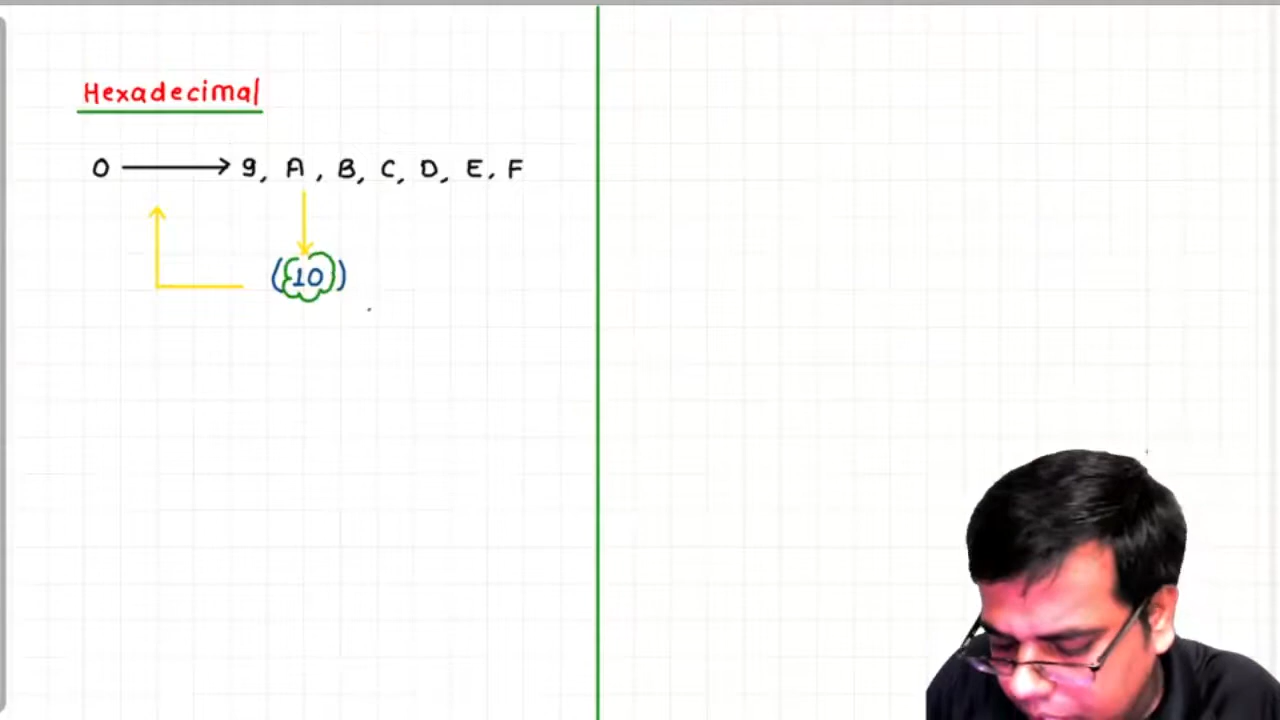 Hexadecimal
0 → 9, A, B, C, D, E, F
(10)